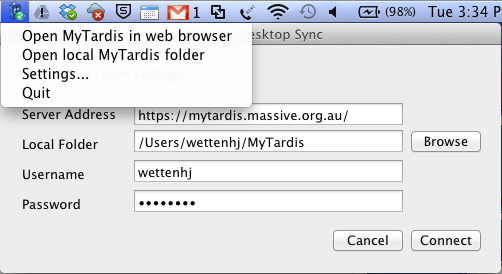 1 (98%) Tue 3:34 P
Desktop Sync
Open MyTardis in web browser
Open local MyTardis folder
Settings...
Quit
Server Address https://mytardis.massive.org.au/
Local Folder /Users/wettenhj/MyTardis Browse
Username wettenhj
Password ••••••••
Cancel Connect